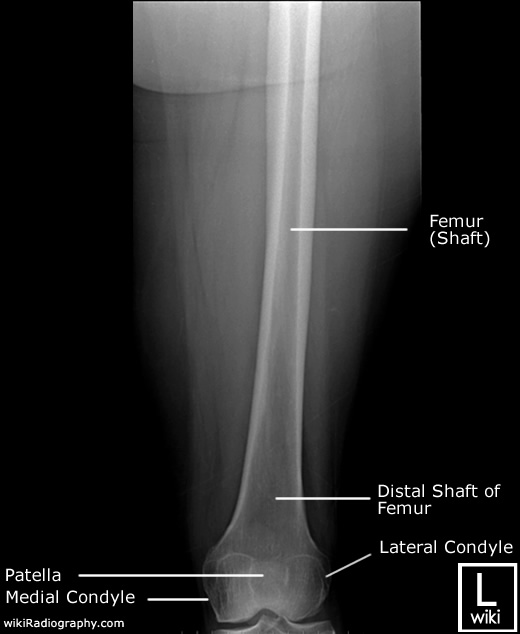 Femur
(Shaft)
Distal Shaft of
Femur
Lateral Condyle
Patella
Medial Condyle
L
wiki
wikiRadiography.com